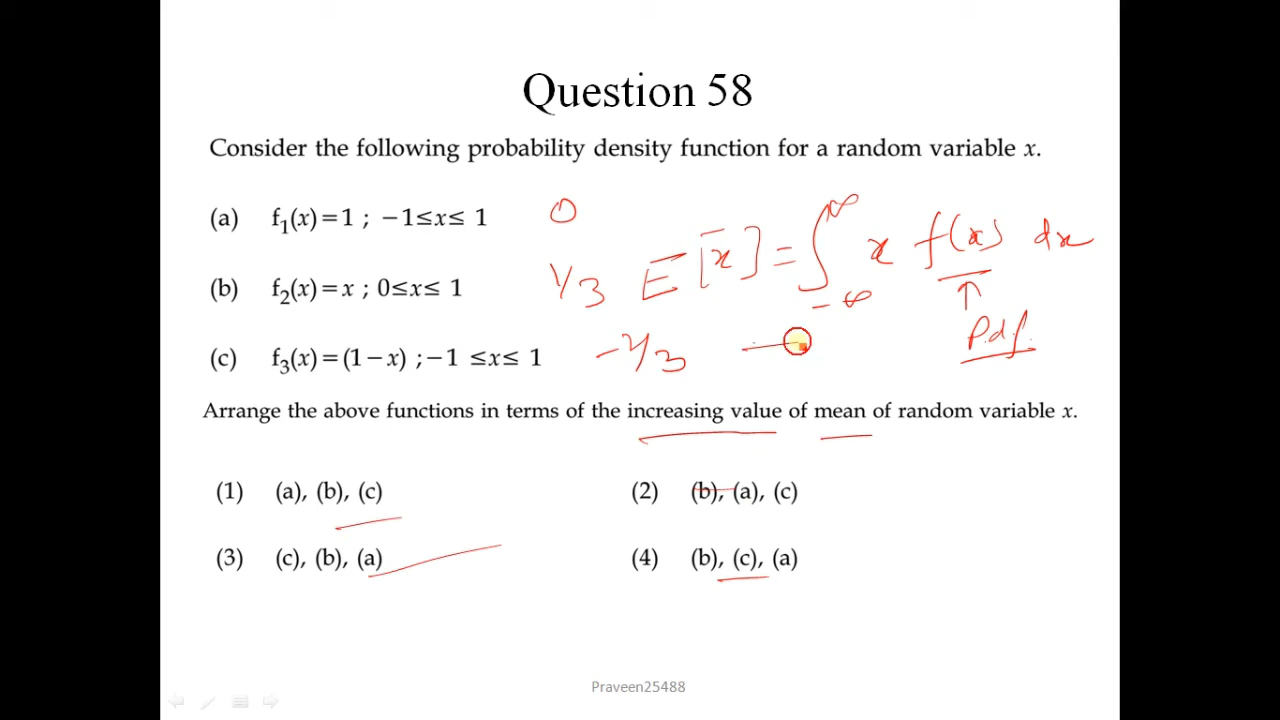 Question 58
Consider the following probability density function for a random variable x.
(a) f₁(x)=1 ; −1≤x≤ 1 0
E[x] = ∫ −∞ ∞ x f(x) dx
(b) f₂(x)=x ; 0≤x≤ 1 1/3
↑
P.d.f.
(c) f₃(x)=(1−x) ;−1 ≤x≤ 1 −2/3
Arrange the above functions in terms of the increasing value of mean of random variable x.
(1) (a), (b), (c) (2) (b), (a), (c)
(3) (c), (b), (a) (4) (b), (c), (a)
Praveen25488